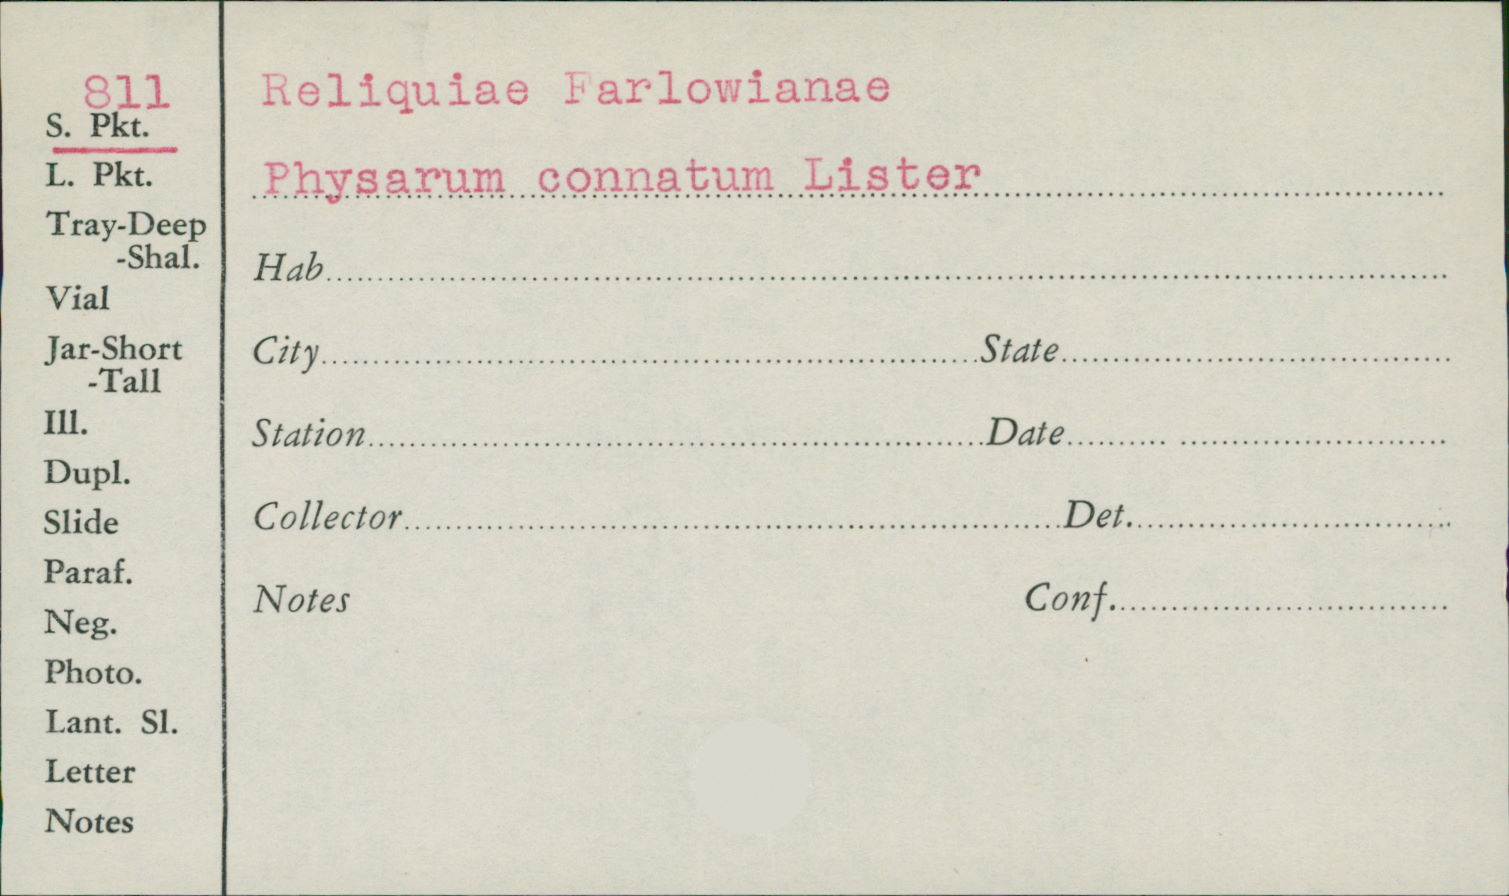 811
S. Pkt.
L. Pkt.
Tray-Deep
-Shal.
Vial
Jar-Short
-Tall
Ill.
Dupl.
Slide
Paraf.
Neg.
Photo.
Lant. Sl.
Letter
Notes
Reliquiae Farlowianae
Physarum connatum Lister
Hab
City State
Station Date
Collector Det.
Notes Conf.